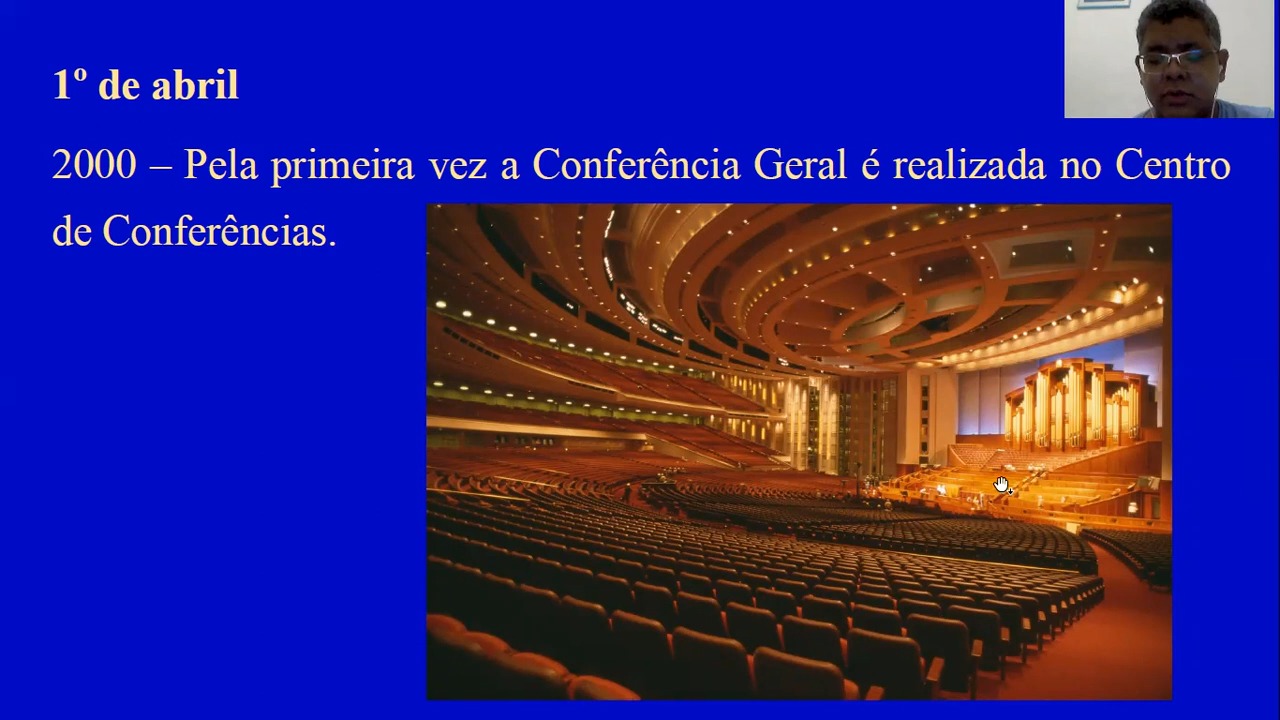 1º de abril
2000 – Pela primeira vez a Conferência Geral é realizada no Centro
de Conferências.